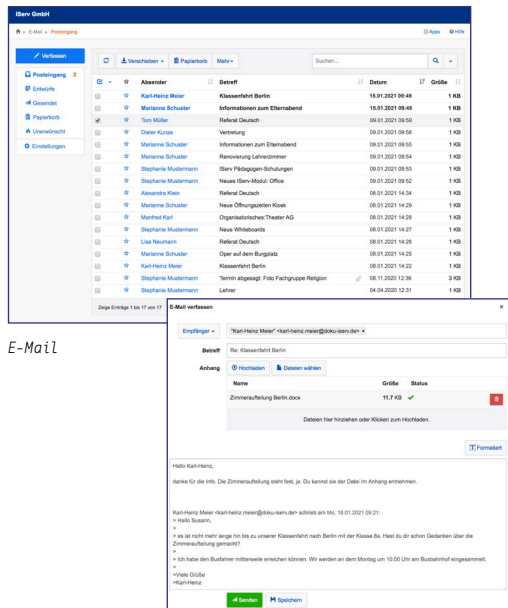 IServ GmbH
E-Mail Posteingang
Apps Hilfe
Verfassen
Posteingang 2
Entwürfe
Gesendet
Papierkorb
Unerwünscht
Einstellungen
Verschieben Papierkorb Mehr Suchen...
Absender Betreff Datum Größe
Karl-Heinz Meier Klassenfahrt Berlin 15.01.2021 09:49 1 KB
Marianne Schuster Informationen zum Elternabend 15.01.2021 09:48 1 KB
Tom Müller Referat Deutsch 09.01.2021 09:59 1 KB
Dieter Kunze Vertretung 09.01.2021 09:58 1 KB
Marianne Schuster Informationen zum Elternabend 09.01.2021 09:55 1 KB
Marianne Schuster Renovierung Lehrerzimmer 09.01.2021 09:54 1 KB
Stephanie Mustermann IServ Pädagogen-Schulungen 09.01.2021 09:53 1 KB
Stephanie Mustermann Neues IServ-Modul: Office 09.01.2021 09:52 1 KB
Alexandra Klein Referat Deutsch 08.01.2021 14:34 1 KB
Marianne Schuster Neue Öffnungszeiten Kiosk 08.01.2021 14:29 1 KB
Manfred Karl Organisatorisches:Theater AG 08.01.2021 14:28 1 KB
Stephanie Mustermann Neue Whiteboards 08.01.2021 14:27 1 KB
Lisa Neumann Referat Deutsch 08.01.2021 14:26 1 KB
Marianne Schuster Oper auf dem Burgplatz 08.01.2021 14:25 1 KB
Karl-Heinz Meier Klassenfahrt Berlin 08.01.2021 14:22 1 KB
Stephanie Mustermann Termin abgesagt: Foto Fachgruppe Religion 08.11.2020 12:36 3 KB
Stephanie Mustermann Lehrer 04.04.2020 12:31 1 KB
Zeige Einträge 1 bis 17 von 17
E-Mail
E-Mail verfassen ×
Empfänger "Karl-Heinz Meier" <karl-heinz.meier@doku-iserv.de> ×
Betreff Re: Klassenfahrt Berlin
Anhang Hochladen Dateien wählen
Name Größe Status
Zimmeraufteilung Berlin.docx 11.7 KB
Dateien hier hinziehen oder Klicken zum Hochladen.
Formatiert
Hallo Karl-Heinz,
danke für die Info. Die Zimmeraufteilung steht fest, ja. Du kannst sie der Datei im Anhang entnehmen.
Karl-Heinz Meier <karl-heinz.meier@doku-iserv.de> schrieb am Mo, 18.01.2021 09:21:
> Hallo Susann,
>
> es ist nicht mehr lange hin bis zu unserer Klassenfahrt nach Berlin mit der Klasse 8a. Hast du dir schon Gedanken über die
Zimmeraufteilung gemacht?
>
> Ich habe den Busfahrer mittlerweile erreichen können. Wir werden an dem Montag um 10:00 Uhr am Busbahnhof eingesammelt.
>
>Viele Grüße
>Karl-Heinz
Senden Speichern